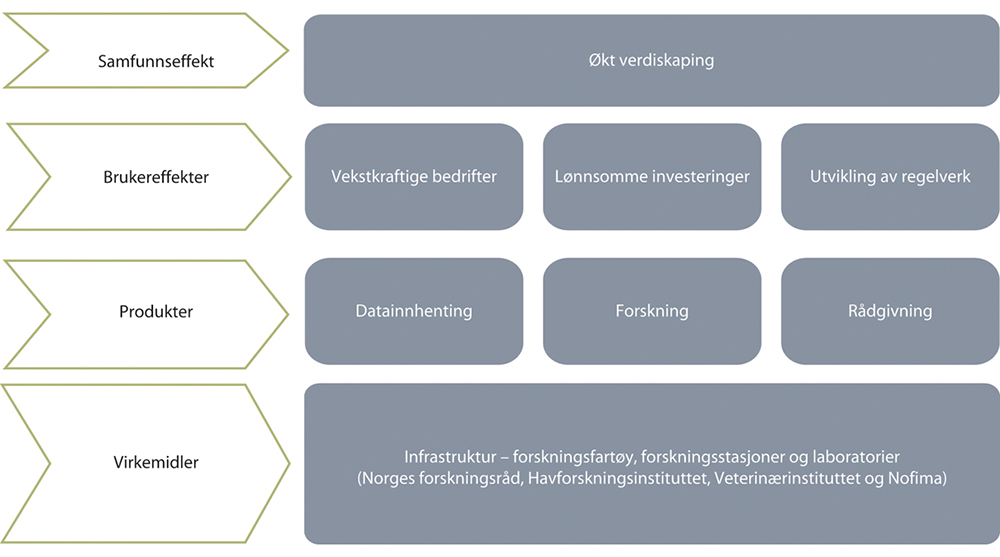 Samfunnseffekt
Økt verdiskaping
Brukereffekter
Vekstkraftige bedrifter
Lønnsomme investeringer
Utvikling av regelverk
Produkter
Datainnhenting
Forskning
Rådgivning
Virkemidler
Infrastruktur – forskningsfartøy, forskningsstasjoner og laboratorier
(Norges forskningsråd, Havforskningsinstituttet, Veterinærinstituttet og Nofima)